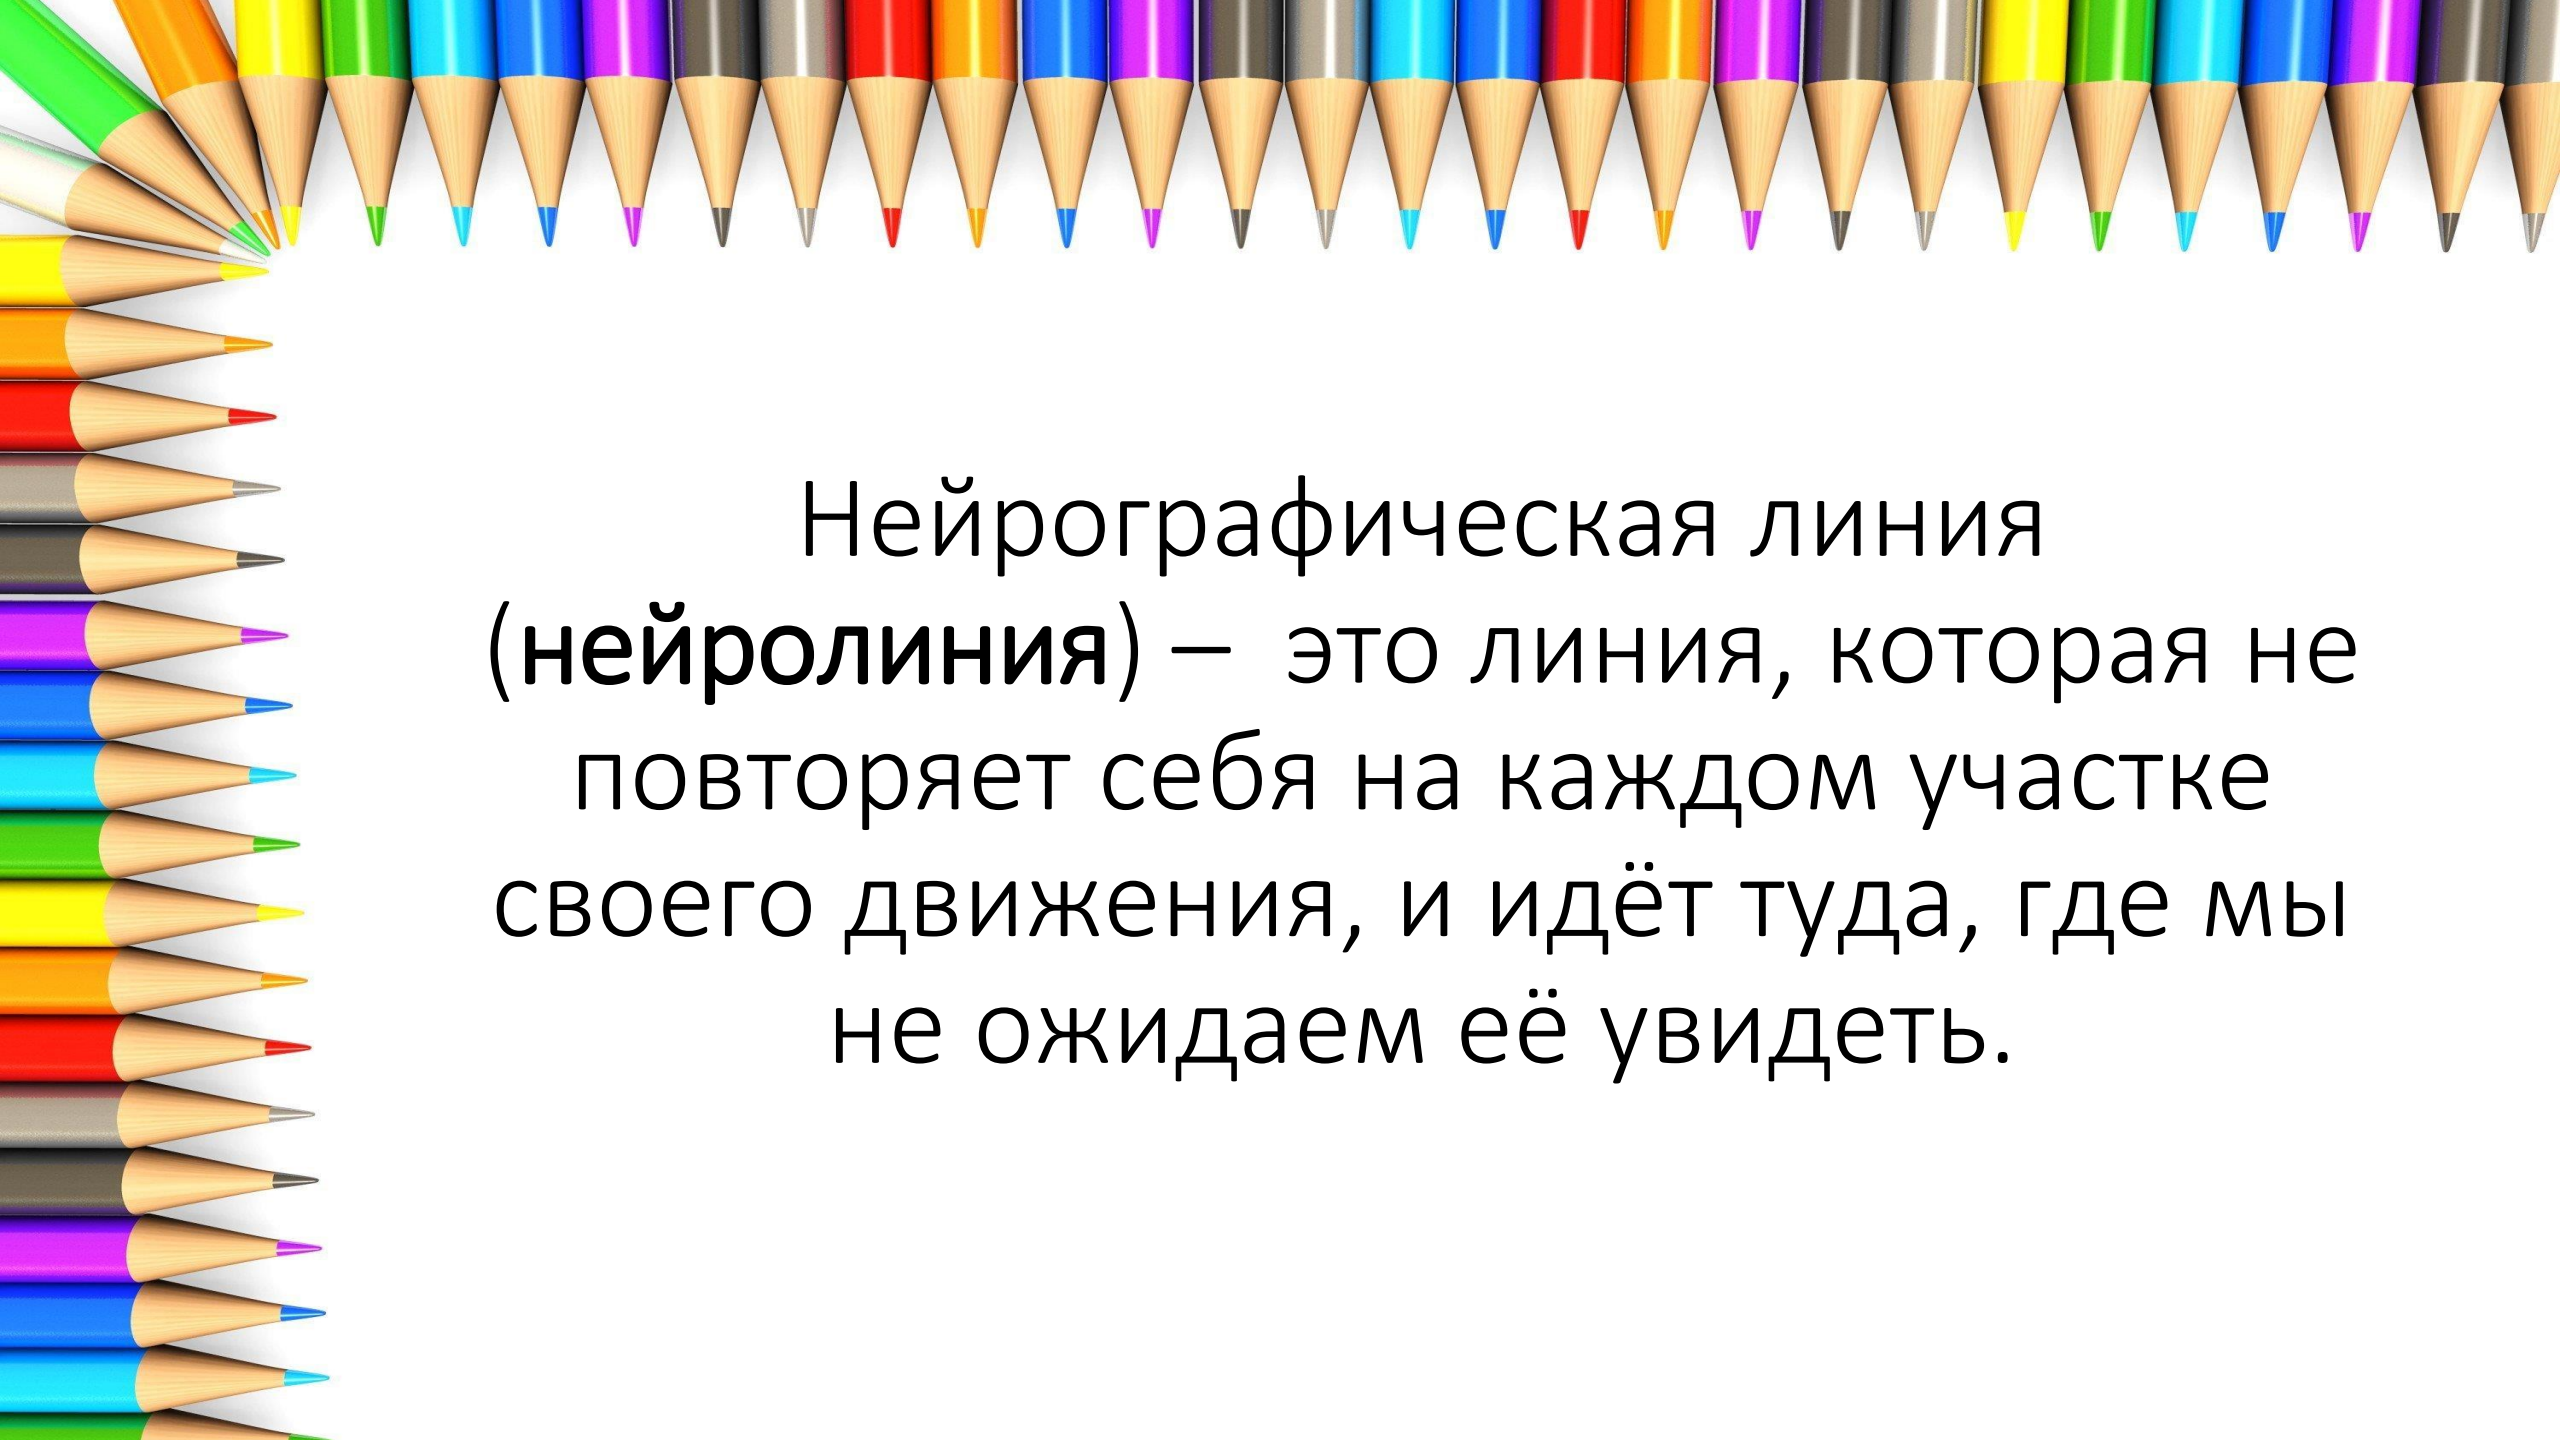 Нейрографическая линия
(нейролиния) –  это линия, которая не
повторяет себя на каждом участке
своего движения, и идёт туда, где мы
не ожидаем её увидеть.